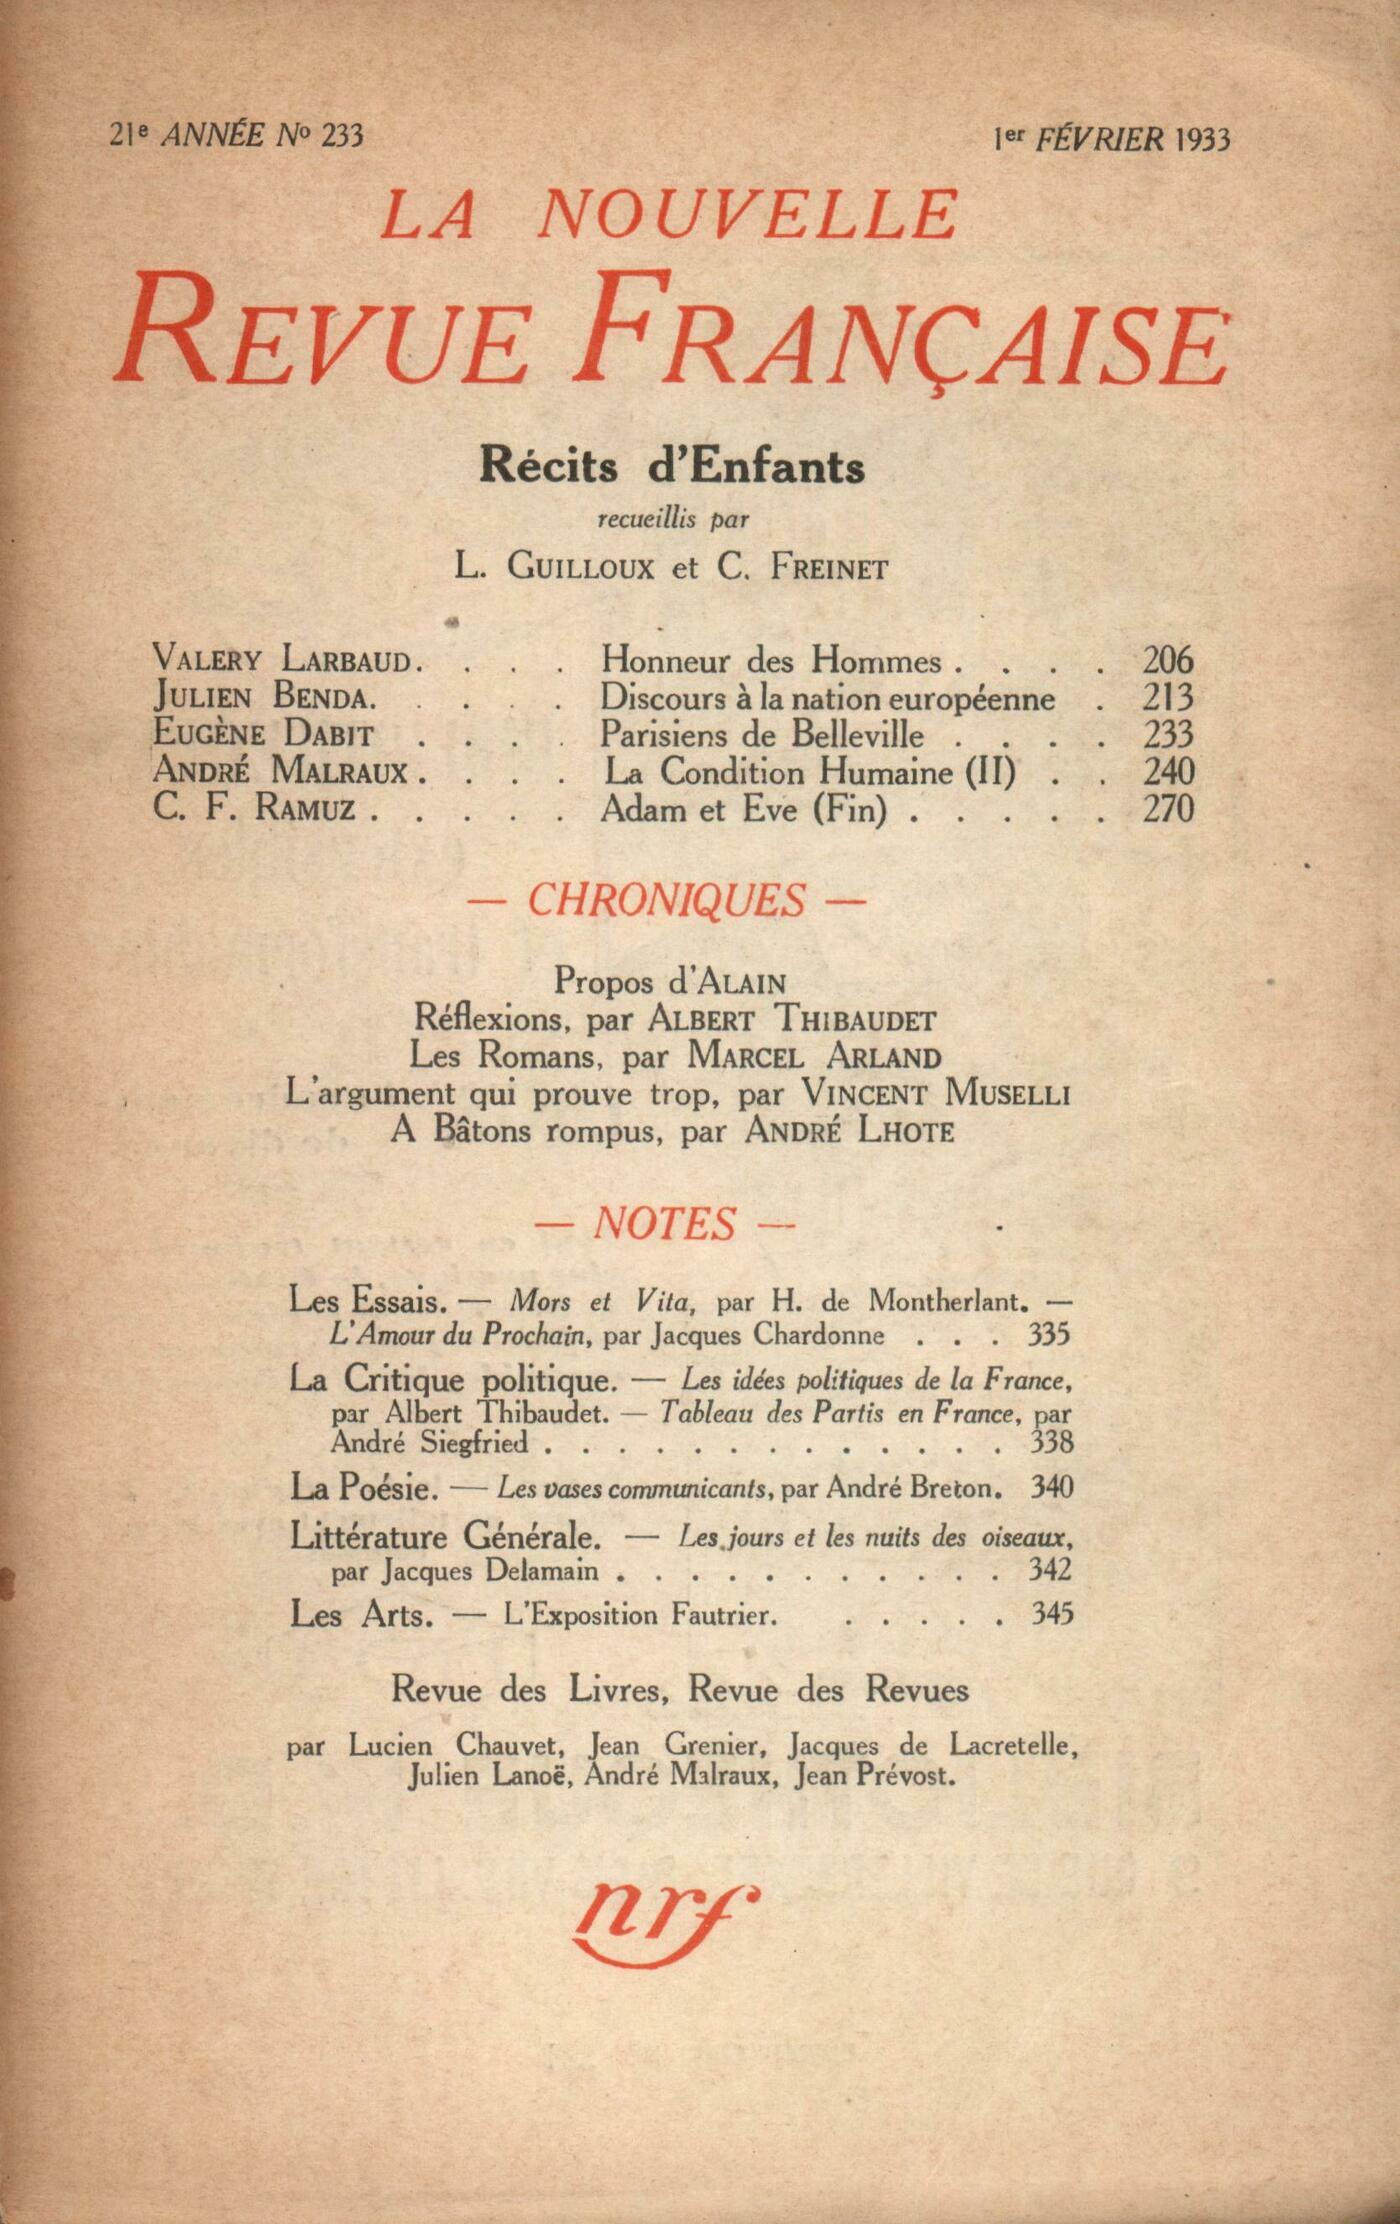 21e ANNÉE No 233
1er FÉVRIER 1933
LA NOUVELLE
REVUE FRANÇAISE
Récits d'Enfants
recueillis par
L. GUILLOUX et C. FREINET
VALERY LARBAUD. . . . Honneur des Hommes . . . . 206
JULIEN BENDA. . . . . Discours à la nation européenne . 213
EUGÈNE DABIT . . . . Parisiens de Belleville . . . . 233
ANDRÉ MALRAUX . . . . La Condition Humaine (II) . . 240
C. F. RAMUZ . . . . . Adam et Eve (Fin) . . . . . 270
— CHRONIQUES —
Propos d'ALAIN
Réflexions, par ALBERT THIBAUDET
Les Romans, par MARCEL ARLAND
L'argument qui prouve trop, par VINCENT MUSELLI
A Bâtons rompus, par ANDRÉ LHOTE
— NOTES —
Les Essais. — Mors et Vita, par H. de Montherlant. —
L'Amour du Prochain, par Jacques Chardonne . . . 335
La Critique politique. — Les idées politiques de la France,
par Albert Thibaudet. — Tableau des Partis en France, par
André Siegfried . . . . . . . . . . . . . 338
La Poésie. — Les vases communicants, par André Breton. 340
Littérature Générale. — Les jours et les nuits des oiseaux,
par Jacques Delamain . . . . . . . . . . . 342
Les Arts. — L'Exposition Fautrier. . . . . . 345
Revue des Livres, Revue des Revues
par Lucien Chauvet, Jean Grenier, Jacques de Lacretelle,
Julien Lanoë, André Malraux, Jean Prévost.
nrf